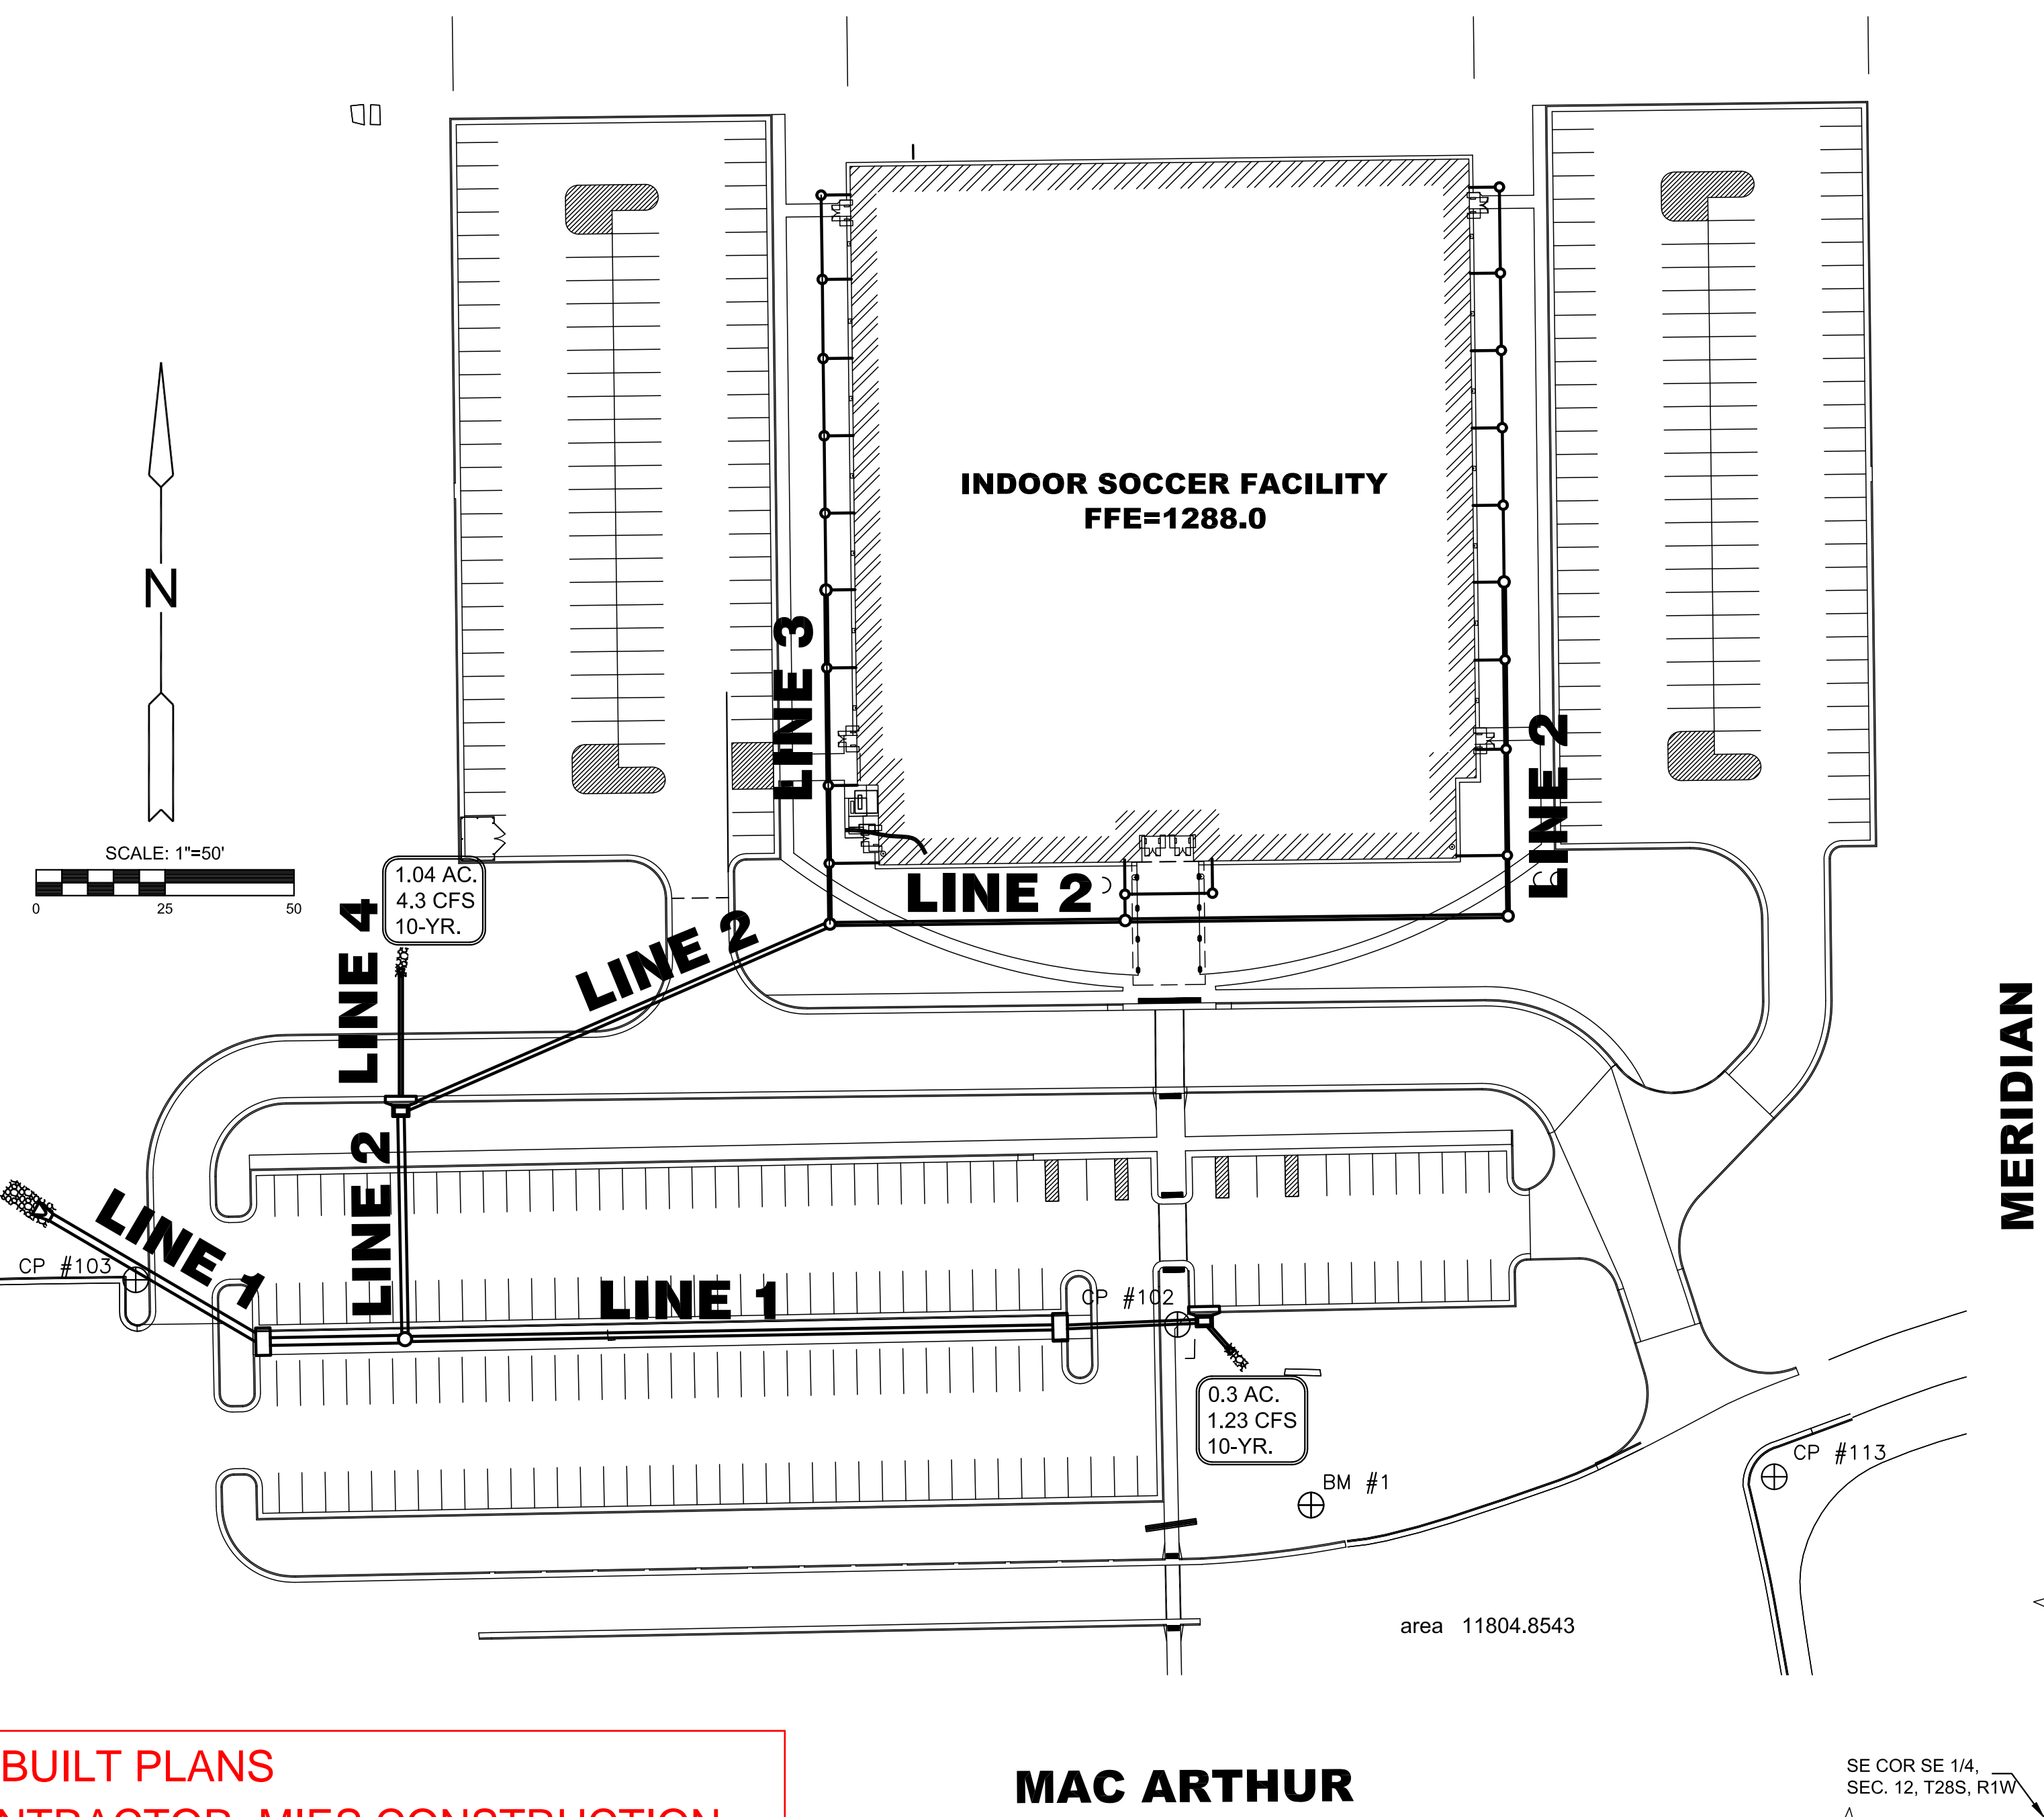 INDOOR SOCCER FACILITY
FFE=1288.0
N
SCALE: 1"=50'
0 25 50
LINE 3
LINE 2
LINE 2
LINE 2
LINE 4
1.04 AC.
4.3 CFS
10-YR.
LINE 2
LINE 1
LINE 1
CP #103
CP #102
0.3 AC.
1.23 CFS
10-YR.
BM #1
CP #113
MERIDIAN
area 11804.8543
BUILT PLANS
NTRACTOR- MIES CONSTRUCTION
MAC ARTHUR
SE COR SE 1/4,
SEC. 12, T28S, R1W